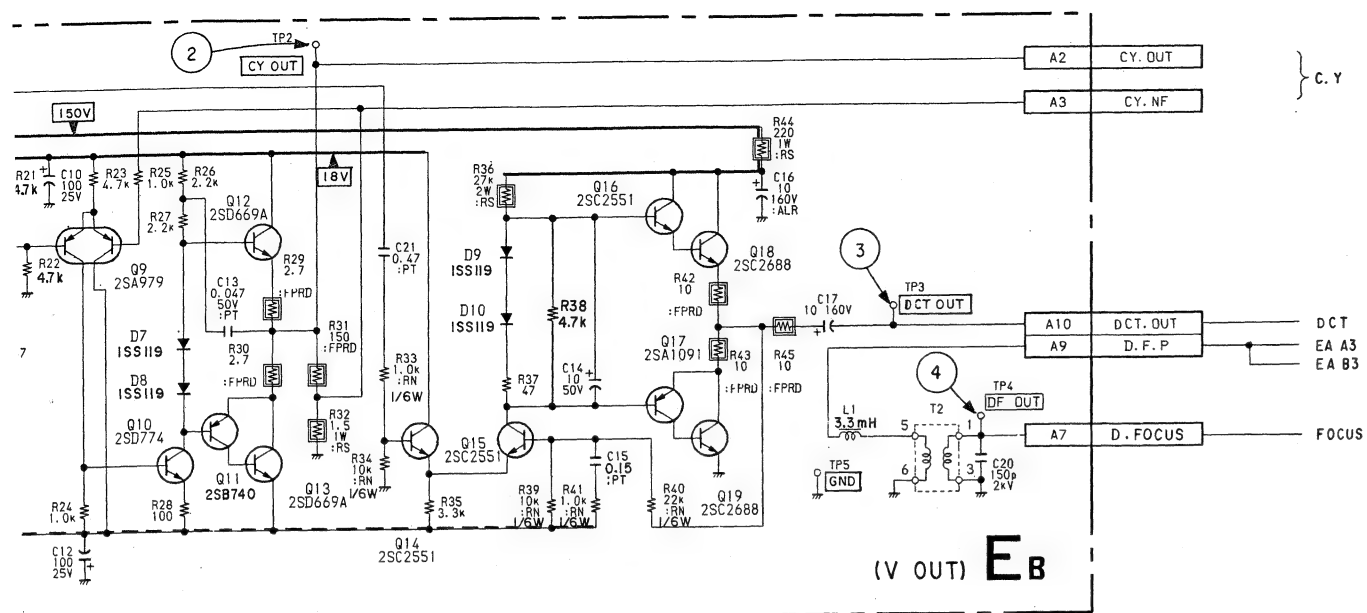 2
TP2
CY OUT
A2
CY. OUT
A3
CY. NF
C.Y
150V
18V
R21
4.7k
C10
100
25V
R23
4.7k
R25
1.0k
R26
2.2k
R27
2.2k
Q12
2SD669A
R22
4.7k
Q9
2SA979
C13
0.047
50V
:PT
R29
2.7
:FPRD
R30
2.7
:FPRD
R31
150
:FPRD
R32
1.5
1W
:RS
D7
1SS119
D8
1SS119
Q10
2SD774
Q11
2SB740
Q13
2SD669A
R24
1.0k
R28
100
C12
100
25V
7
C21
0.47
:PT
R33
1.0k
:RN
1/6W
R34
10k
:RN
1/6W
R35
3.3k
Q14
2SC2551
Q15
2SC2551
R36
27k
2W
:RS
D9
1SS119
D10
1SS119
R37
47
R38
4.7k
C14
10
50V
Q16
2SC2551
Q17
2SA1091
Q18
2SC2688
Q19
2SC2688
R44
220
1W
:RS
C16
10
160V
:ALR
R42
10
:FPRD
R43
10
:FPRD
R45
10
:FPRD
C17
10 160V
C15
0.15
:PT
R39
10k
:RN
1/6W
R41
1.0k
:RN
1/6W
R40
22k
:RN
1/6W
3
TP3
DCT OUT
A10
DCT. OUT
DCT
A9
D. F. P
EA A3
EA B3
4
TP4
DF OUT
L1
3.3mH
T2
5
1
6
3
C20
150p
2kV
A7
D. FOCUS
FOCUS
TP5
GND
(V OUT) EB